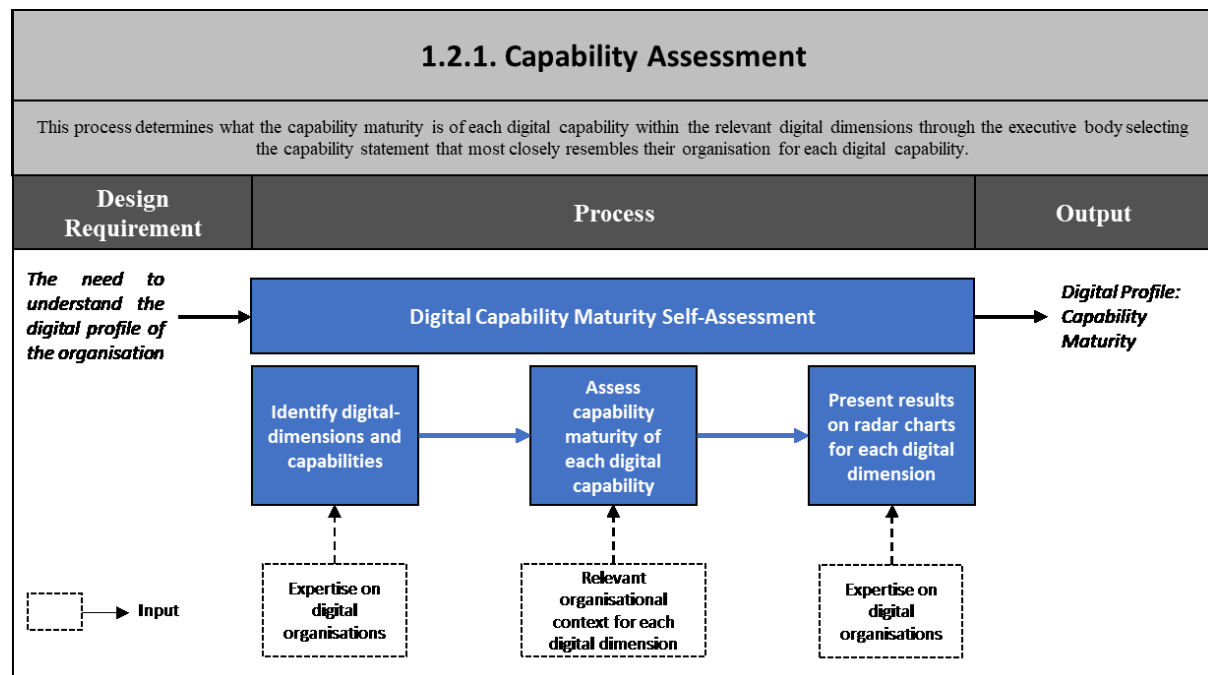 1.2.1. Capability Assessment
This process determines what the capability maturity is of each digital capability within the relevant digital dimensions through the executive body selecting
the capability statement that most closely resembles their organisation for each digital capability.
Design
Requirement
Process
Output
The need to
understand the
digital profile of
the organisation
Digital Capability Maturity Self-Assessment
Digital Profile:
Capability
Maturity
Identify digital-
dimensions and
capabilities
Assess
capability
maturity of
each digital
capability
Present results
on radar charts
for each digital
dimension
Expertise on
digital
organisations
Relevant
organisational
context for each
digital dimension
Expertise on
digital
organisations
Input